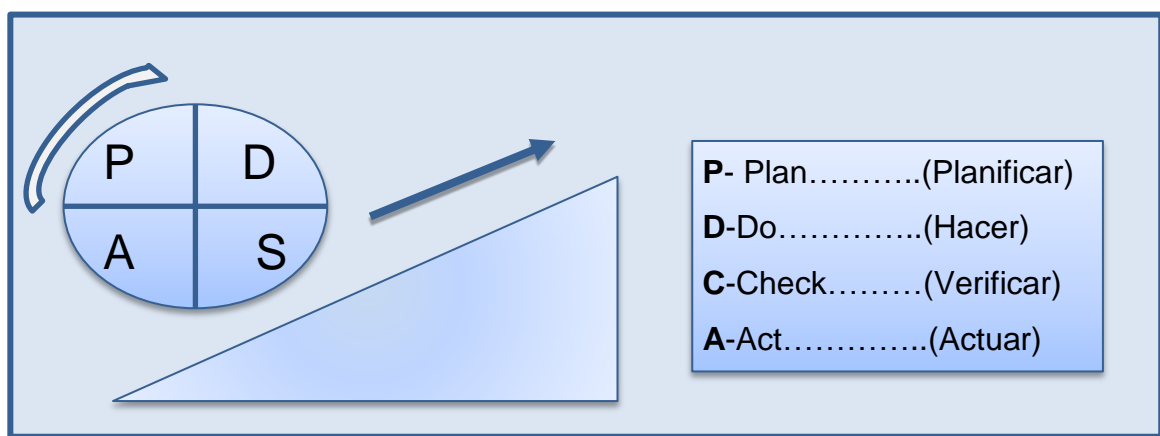 P D
A S
P- Plan………..(Planificar)
D-Do…………..(Hacer)
C-Check………(Verificar)
A-Act…………..(Actuar)